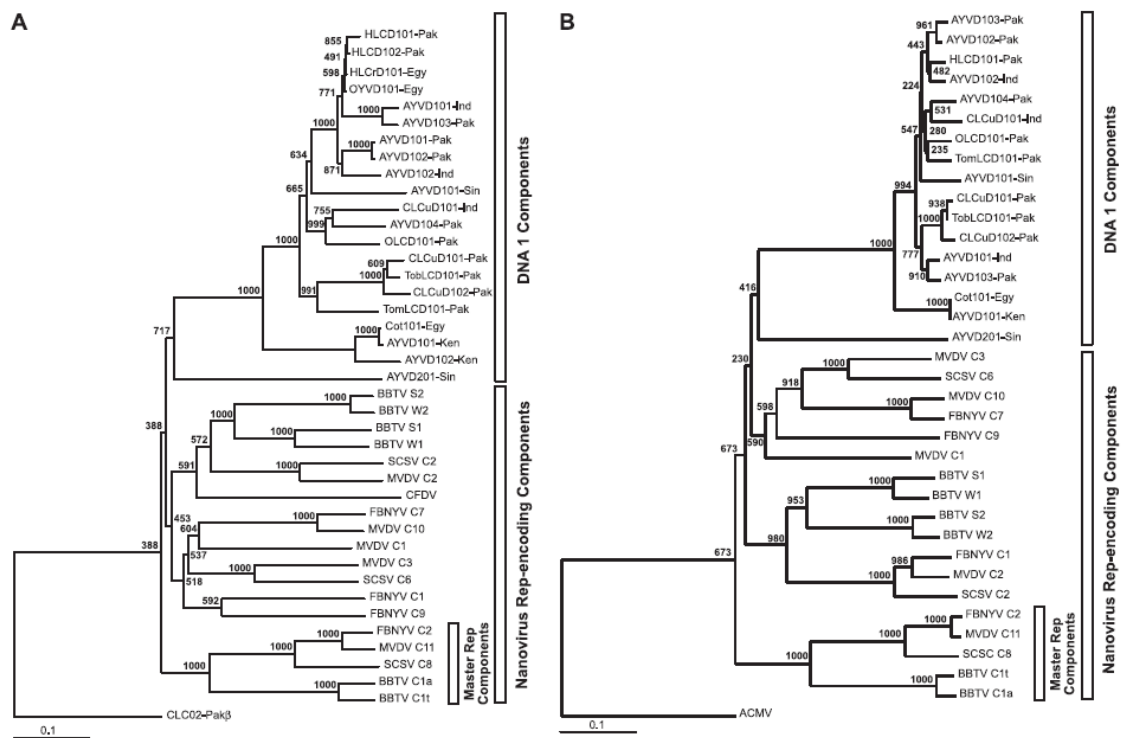 A
855
HLCD101-Pak
491
HLCD102-Pak
598
HLCrD101-Egy
771
OYVD101-Egy
AYVD101-Ind
1000
AYVD103-Pak
1000
AYVD101-Pak
1000
AYVD102-Pak
634
871
AYVD102-Ind
665
AYVD101-Sin
755
CLCuD101-Ind
999
AYVD104-Pak
OLCD101-Pak
1000
CLCuD101-Pak
609
TobLCD101-Pak
1000
CLCuD102-Pak
1000
991
TomLCD101-Pak
Cot101-Egy
1000
AYVD101-Ken
717
AYVD102-Ken
AYVD201-Sin
BBTV S2
1000
BBTV W2
1000
388
BBTV S1
572
1000
BBTV W1
591
SCSV C2
1000
MVDV C2
CFDV
453
FBNYV C7
604
1000
MVDV C10
388
MVDV C1
537
MVDV C3
1000
518
SCSV C6
592
FBNYV C1
FBNYV C9
FBNYV C2
1000
1000
MVDV C11
1000
SCSV C8
BBTV C1a
1000
BBTV C1t
CLC02-Pakβ
0.1
DNA 1 Components
Nanovirus Rep-encoding Components
Master Rep
Components
B
961
AYVD103-Pak
AYVD102-Pak
443
HLCD101-Pak
482
224
AYVD102-Ind
AYVD104-Pak
531
CLCuD101-Ind
547
280
OLCD101-Pak
235
TomLCD101-Pak
994
AYVD101-Sin
938
CLCuD101-Pak
1000
TobLCD101-Pak
CLCuD102-Pak
1000
777
AYVD101-Ind
910
AYVD103-Pak
416
1000
Cot101-Egy
AYVD101-Ken
AYVD201-Sin
230
MVDV C3
1000
918
SCSV C6
598
MVDV C10
1000
FBNYV C7
590
FBNYV C9
673
MVDV C1
BBTV S1
1000
953
BBTV W1
BBTV S2
1000
980
BBTV W2
673
986
FBNYV C1
1000
MVDV C2
SCSV C2
FBNYV C2
1000
1000
MVDV C11
1000
SCSC C8
BBTV C1t
1000
BBTV C1a
ACMV
0.1
DNA 1 Components
Nanovirus Rep-encoding Components
Master Rep
Components